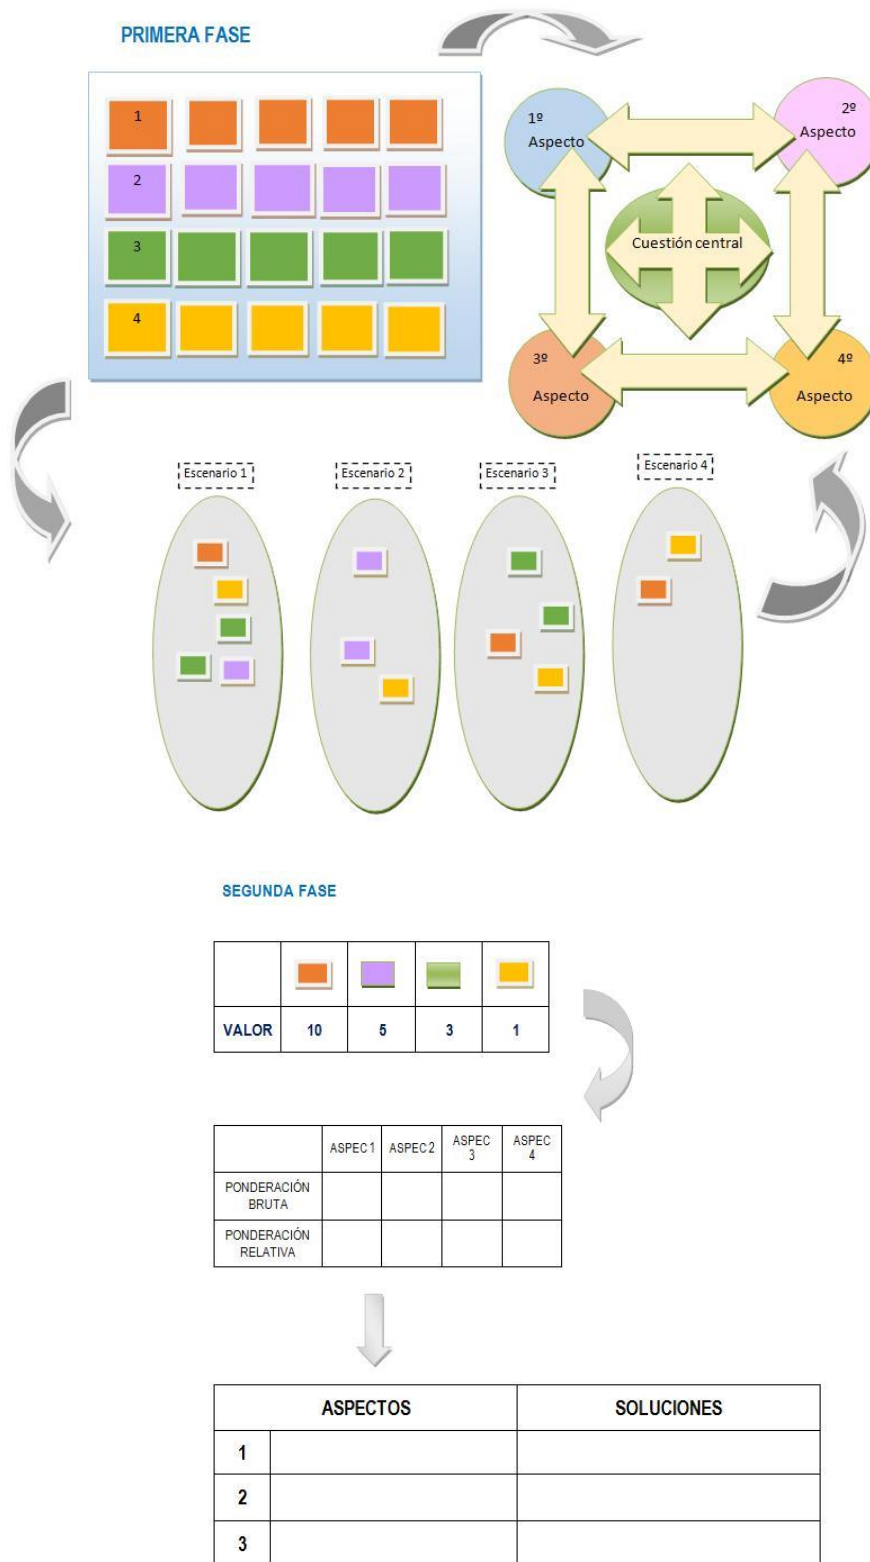 PRIMERA FASE
1
2
3
4
1º
Aspecto
2º
Aspecto
Cuestión central
3º
Aspecto
4º
Aspecto
Escenario 1
Escenario 2
Escenario 3
Escenario 4
SEGUNDA FASE
VALOR 10 5 3 1
ASPEC 1 ASPEC 2 ASPEC
3 ASPEC
4
PONDERACIÓN
BRUTA
PONDERACIÓN
RELATIVA
ASPECTOS SOLUCIONES
1
2
3